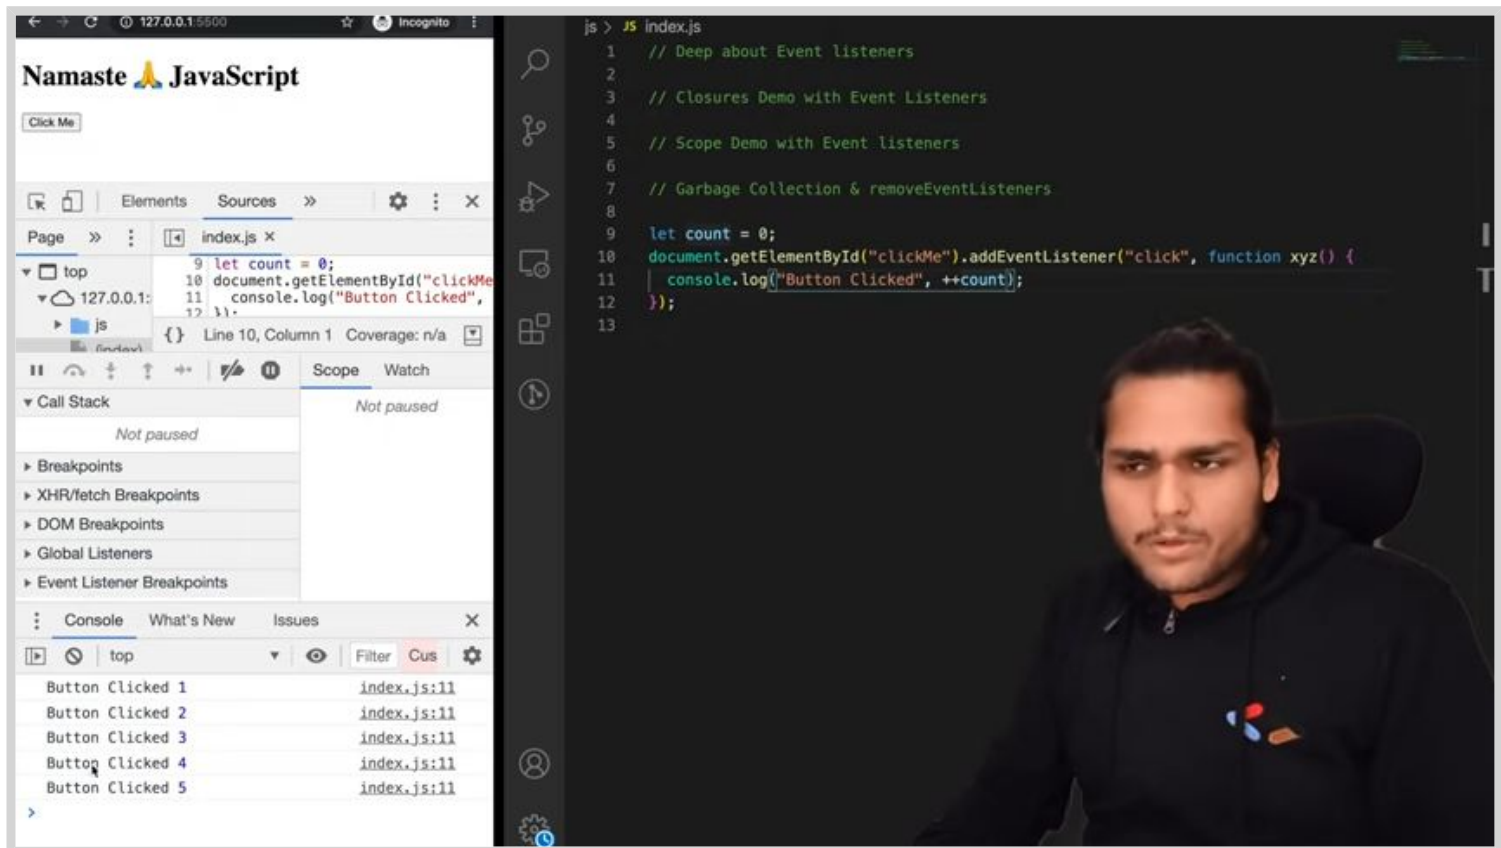 127.0.0.1:5500 Incognito
Namaste 🙏 JavaScript
Click Me
Elements Sources »
Page » index.js ×
top
127.0.0.1:
js
(index)
9 let count = 0;
10 document.getElementById("clickMe
11 console.log("Button Clicked",
12 });
{} Line 10, Column 1 Coverage: n/a
Scope Watch
Call Stack
Not paused
Not paused
Breakpoints
XHR/fetch Breakpoints
DOM Breakpoints
Global Listeners
Event Listener Breakpoints
Console What's New Issues
top Filter Cus
Button Clicked 1 index.js:11
Button Clicked 2 index.js:11
Button Clicked 3 index.js:11
Button Clicked 4 index.js:11
Button Clicked 5 index.js:11
>
js > JS index.js
1 // Deep about Event listeners
2
3 // Closures Demo with Event Listeners
4
5 // Scope Demo with Event listeners
6
7 // Garbage Collection & removeEventListeners
8
9 let count = 0;
10 document.getElementById("clickMe").addEventListener("click", function xyz() {
11 console.log("Button Clicked", ++count);
12 });
13